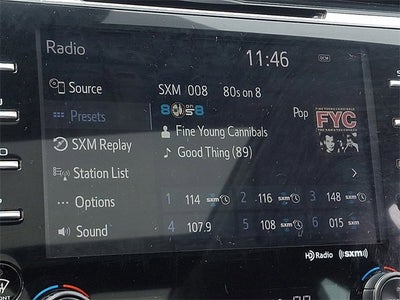 Radio
11:46
Source
SXM 008 80s on 8
8 on 8
Presets
Pop
FYC
Fine Young Cannibals
SXM Replay
Good Thing (89)
Station List
1 114 sxm 2 116 sxm 3 148 sxm
Options
4 107.9 5 108 sxm 6 015 sxm
Sound
HD Radio ((sxm))
FRONT